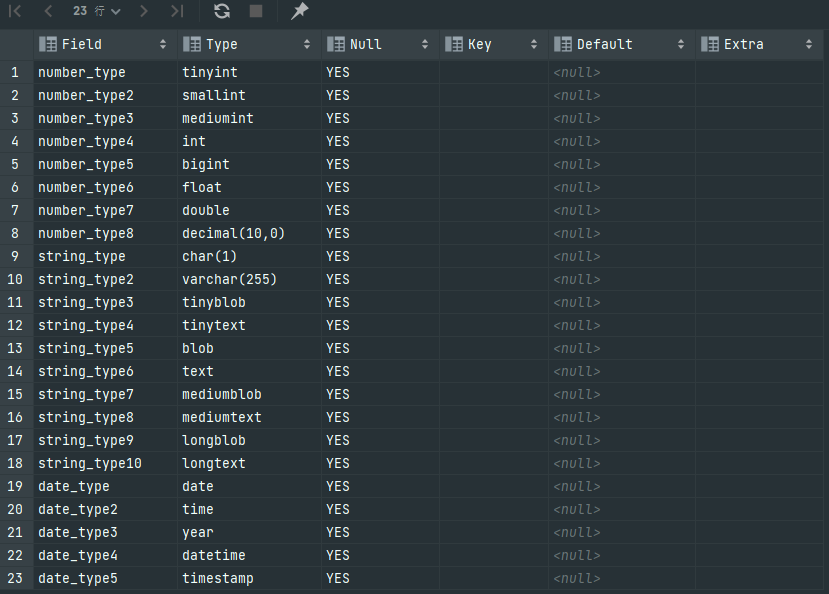 23 行
Field Type Null Key Default Extra
1 number_type tinyint YES <null>
2 number_type2 smallint YES <null>
3 number_type3 mediumint YES <null>
4 number_type4 int YES <null>
5 number_type5 bigint YES <null>
6 number_type6 float YES <null>
7 number_type7 double YES <null>
8 number_type8 decimal(10,0) YES <null>
9 string_type char(1) YES <null>
10 string_type2 varchar(255) YES <null>
11 string_type3 tinyblob YES <null>
12 string_type4 tinytext YES <null>
13 string_type5 blob YES <null>
14 string_type6 text YES <null>
15 string_type7 mediumblob YES <null>
16 string_type8 mediumtext YES <null>
17 string_type9 longblob YES <null>
18 string_type10 longtext YES <null>
19 date_type date YES <null>
20 date_type2 time YES <null>
21 date_type3 year YES <null>
22 date_type4 datetime YES <null>
23 date_type5 timestamp YES <null>